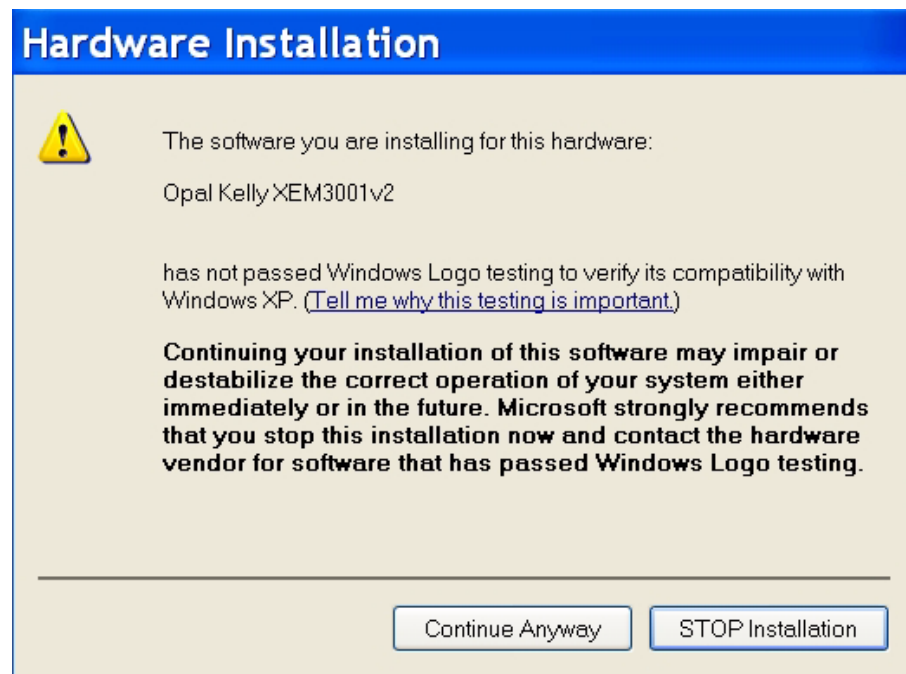 Hardware Installation
The software you are installing for this hardware:
Opal Kelly XEM3001v2
has not passed Windows Logo testing to verify its compatibility with
Windows XP. (Tell me why this testing is important.)
Continuing your installation of this software may impair or
destabilize the correct operation of your system either
immediately or in the future. Microsoft strongly recommends
that you stop this installation now and contact the hardware
vendor for software that has passed Windows Logo testing.
Continue Anyway
STOP Installation